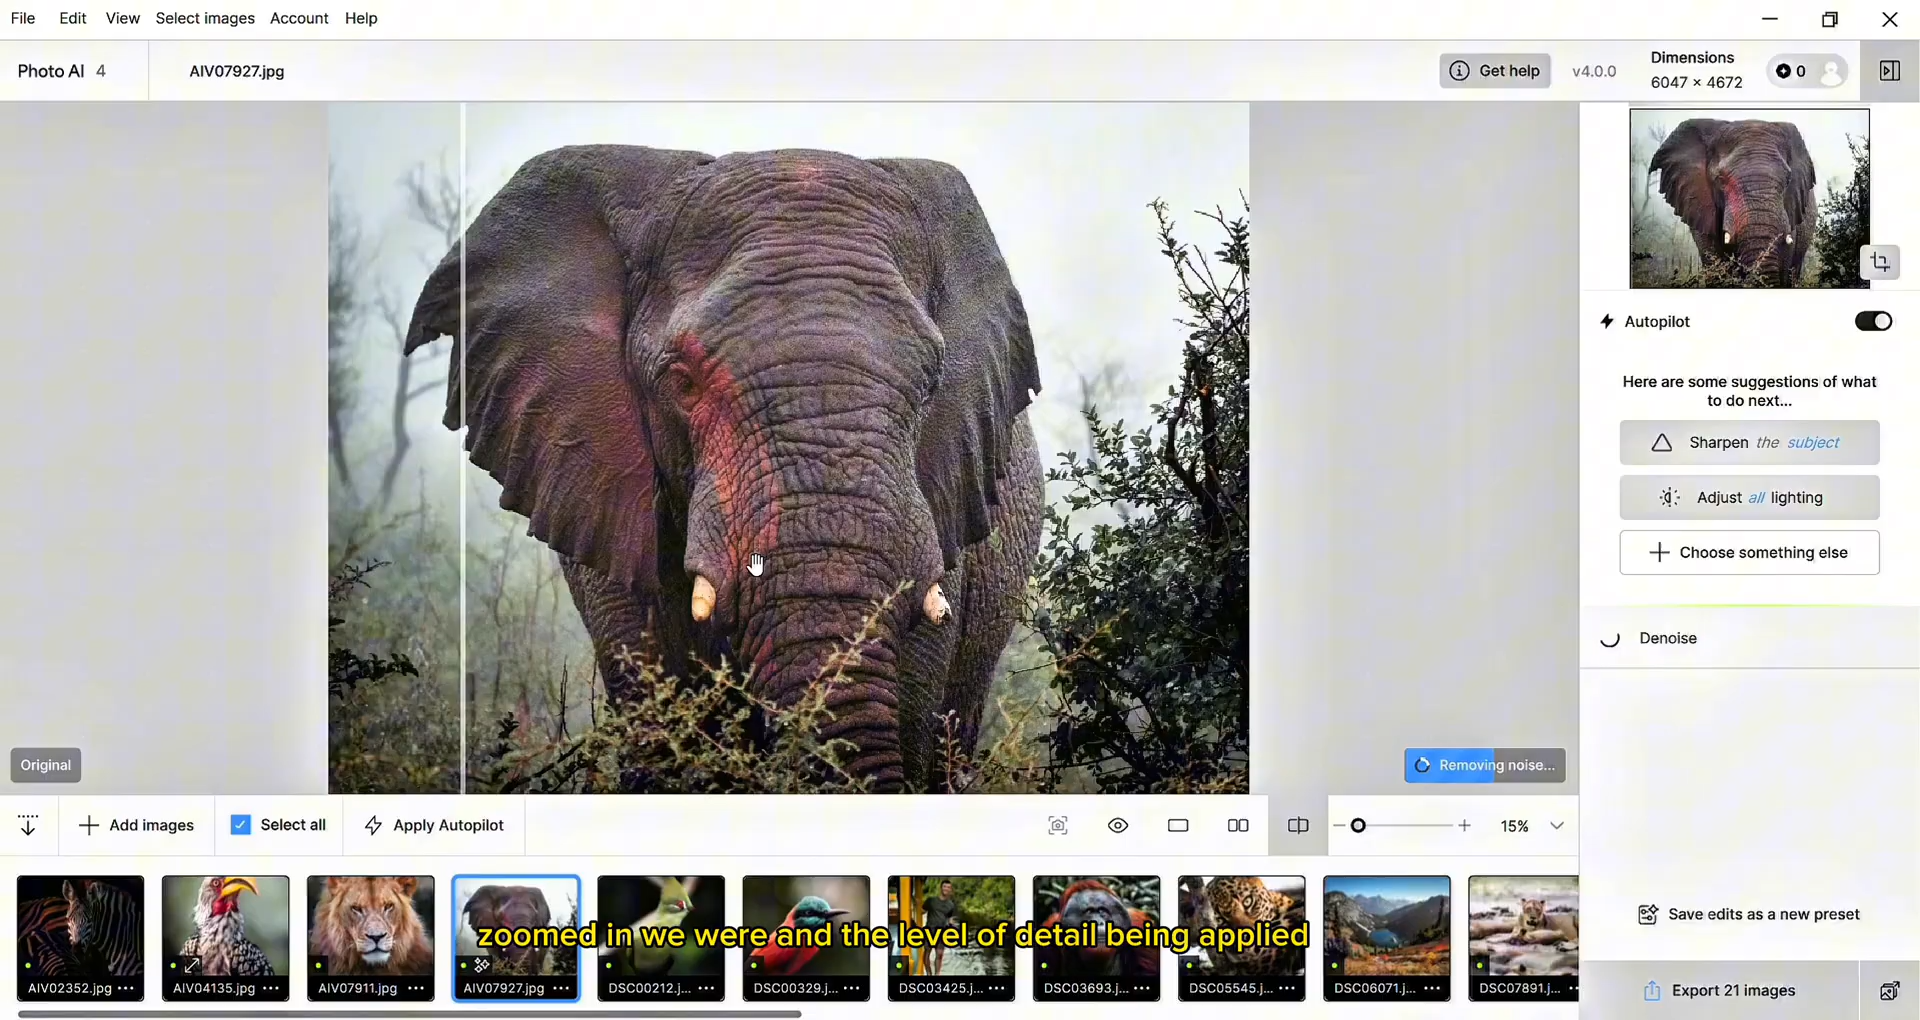 File Edit View Select images Account Help
Photo AI 4
AIV07927.jpg
Get help
v4.0.0
Dimensions
6047 × 4672
0
Autopilot
Here are some suggestions of what
to do next...
Sharpen the subject
Adjust all lighting
Choose something else
Denoise
Original
Removing noise...
Add images
Select all
Apply Autopilot
15%
zoomed in we were and the level of detail being applied
AIV02352.jpg ...
AIV04135.jpg ...
AIV07911.jpg ...
AIV07927.jpg ...
DSC00212.j... ...
DSC00329.j... ...
DSC03425.j... ...
DSC03693.j... ...
DSC05545.j... ...
DSC06071.j... ...
DSC07891.j...
Save edits as a new preset
Export 21 images